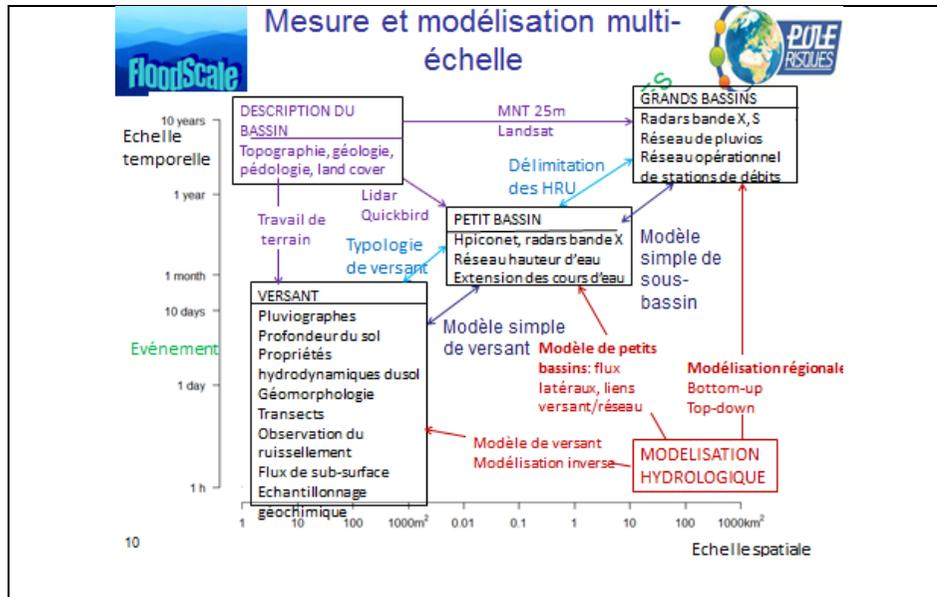 Mesure et modélisation multi-
échelle
FloodScale
PÔLE
RISQUES
ES
10 years
Echelle
temporelle
1 year
1 month
10 days
Evénement
1 day
1 h
DESCRIPTION DU
BASSIN
Topographie, géologie,
pédologie, land cover
MNT 25m
Landsat
GRANDS BASSINS
Radars bande X, S
Réseau de pluvios
Réseau opérationnel
de stations de débits
Délimitation
des HRU
Lidar
Quickbird
Travail de
terrain
Typologie
de versant
PETIT BASSIN
Hpiconet, radars bande X
Réseau hauteur d'eau
Extension des cours d'eau
Modèle
simple de
sous-
bassin
VERSANT
Pluviographes
Profondeur du sol
Propriétés
hydrodynamiques du sol
Géomorphologie
Transects
Observation du
ruissellement
Flux de sub-surface
Echantillonnage
géochimique
Modèle simple
de versant
Modèle de petits
bassins: flux
latéraux, liens
versant/réseau
Modélisation régionale
Bottom-up
Top-down
Modèle de versant
Modélisation inverse
MODELISATION
HYDROLOGIQUE
1 10 100 1000m² 0.01 0.1 1 10 100 1000km²
Echelle spatiale
10